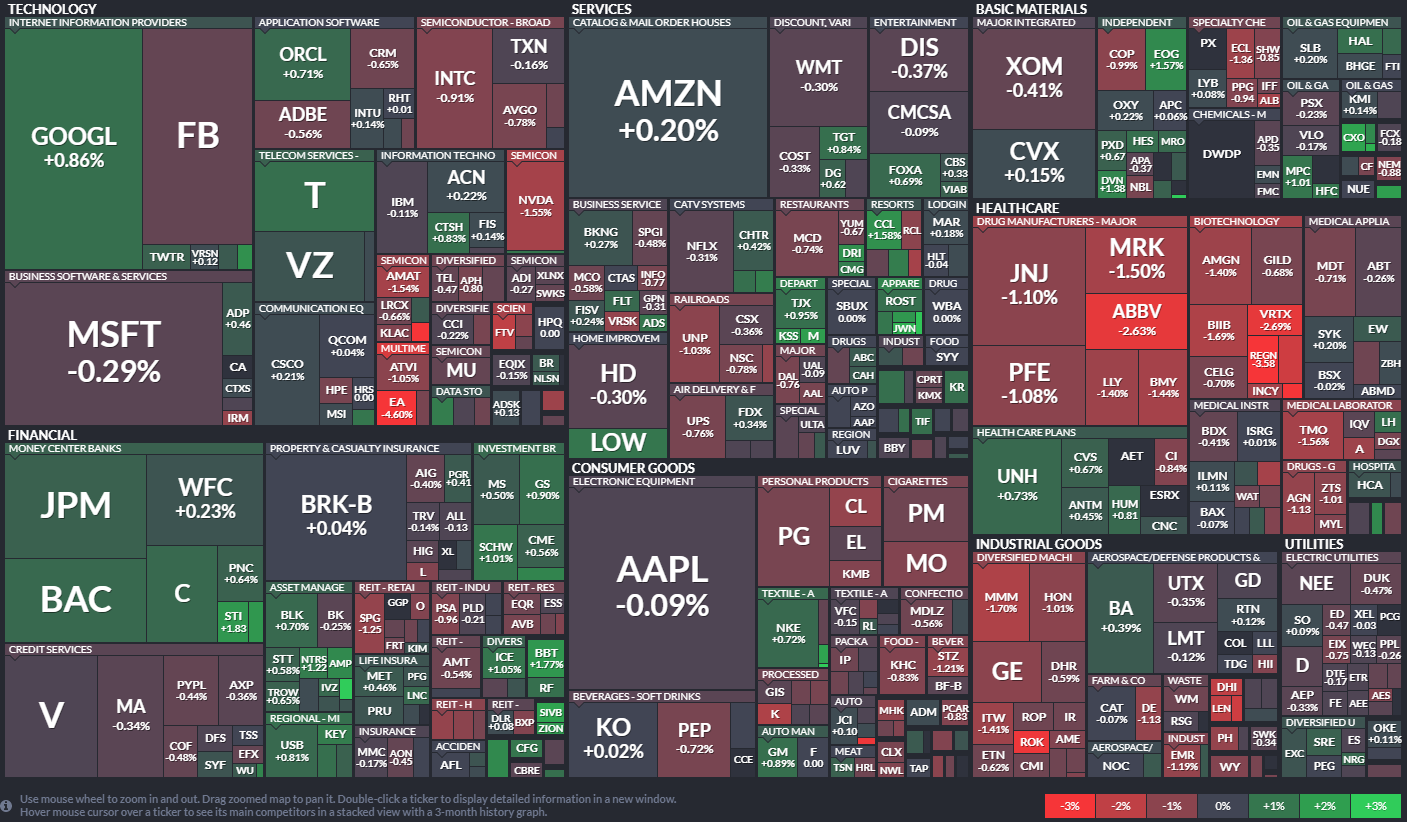 TECHNOLOGY
INTERNET INFORMATION PROVIDERS
GOOGL
+0.86%
FB
TWTR
VRSN
+0.12
APPLICATION SOFTWARE
ORCL
+0.71%
CRM
-0.65%
ADBE
-0.56%
INTU
+0.14%
RHT
+0.01
SEMICONDUCTOR - BROAD
INTC
-0.91%
TXN
-0.16%
AVGO
-0.78%
TELECOM SERVICES -
T
VZ
INFORMATION TECHNO
IBM
-0.11%
ACN
+0.22%
CTSH
+0.83%
FIS
+0.14%
SEMICON
NVDA
-1.55%
BUSINESS SOFTWARE & SERVICES
MSFT
-0.29%
ADP
+0.46
CA
CTXS
IRM
COMMUNICATION EQ
CSCO
+0.21%
QCOM
+0.04%
HPE
HRS
0.00
MSI
SEMICON
AMAT
-1.54%
LRCX
-0.66%
KLAC
DIVERSIFIED
TEL
-0.47
APH
-0.80
SEMICON
ADI
-0.27
XLNX
SWKS
DIVERSIFIE
CCI
-0.22%
SCIEN
FTV
HPQ
0.00
MULTIME
ATVI
-1.05%
EA
-4.60%
SEMICON
MU
EQIX
-0.15%
BR
NLSN
DATA STO
ADSK
+0.13
FINANCIAL
MONEY CENTER BANKS
JPM
WFC
+0.23%
BAC
C
PNC
+0.64%
STI
+1.83
PROPERTY & CASUALTY INSURANCE
BRK-B
+0.04%
AIG
-0.40%
PGR
+0.41
TRV
-0.14%
ALL
-0.13
HIG
XL
L
INVESTMENT BR
MS
+0.50%
GS
+0.90%
SCHW
+1.01%
CME
+0.56%
CREDIT SERVICES
V
MA
-0.34%
PYPL
-0.44%
AXP
-0.36%
COF
-0.48%
DFS
SYF
TSS
EFX
WU
ASSET MANAGE
BLK
+0.70%
BK
-0.25%
STT
+0.58%
NTRS
+1.22
AMP
TROW
+0.65%
IVZ
REGIONAL - MI
USB
+0.81%
KEY
REIT - RETAI
SPG
-1.25
GGP
O
FRT
KIM
LIFE INSURA
MET
+0.46%
PFG
LNC
PRU
INSURANCE
MMC
-0.17%
AON
-0.45
REIT - INDU
PSA
-0.96
PLD
-0.21
REIT - RES
EQR
ESS
AVB
REIT -
AMT
-0.54%
DIVERS
ICE
+1.05%
BBT
+1.77%
RF
REIT - H
REIT -
DLR
+0.08
BXP
SIVB
ZION
ACCIDEN
AFL
CFG
CBRE
SERVICES
CATALOG & MAIL ORDER HOUSES
AMZN
+0.20%
DISCOUNT, VARI
WMT
-0.30%
COST
-0.33%
TGT
+0.84%
DG
+0.62
ENTERTAINMENT
DIS
-0.37%
CMCSA
-0.09%
FOXA
+0.69%
CBS
+0.33
VIAB
BUSINESS SERVICE
BKNG
+0.27%
SPGI
-0.48%
MCO
-0.58%
CTAS
INFO
-0.77
FLT
GPN
-0.31
FISV
+0.24%
VRSK
ADS
CATV SYSTEMS
NFLX
-0.31%
CHTR
+0.42%
RESTAURANTS
MCD
-0.74%
YUM
-0.67
DRI
CMG
RESORTS
CCL
+1.58%
RCL
LODGIN
MAR
+0.18%
HLT
-0.04
RAILROADS
UNP
-1.03%
CSX
-0.36%
NSC
-0.78%
DEPART
TJX
+0.95%
KSS
M
SPECIAL
SBUX
0.00%
APPARE
ROST
JWN
DRUG
WBA
0.00%
HOME IMPROVEM
HD
-0.30%
LOW
MAJOR
DAL
-0.76
UAL
-0.09
AAL
DRUGS
ABC
CAH
INDUST
FOOD
SYY
AIR DELIVERY & F
UPS
-0.76%
FDX
+0.34%
SPECIAL
ULTA
AUTO P
AZO
AAP
CPRT
KMX
KR
REGION
LUV
TIF
BBY
CONSUMER GOODS
ELECTRONIC EQUIPMENT
AAPL
-0.09%
PERSONAL PRODUCTS
PG
CL
EL
KMB
CIGARETTES
PM
MO
TEXTILE - A
NKE
+0.72%
TEXTILE - A
VFC
-0.15
RL
CONFECTIO
MDLZ
-0.56%
PACKA
IP
FOOD -
KHC
-0.83%
BEVER
STZ
-1.21%
BF-B
BEVERAGES - SOFT DRINKS
KO
+0.02%
PEP
-0.72%
CCE
PROCESSED
GIS
K
AUTO
JCI
+0.10
MHK
ADM
PCAR
-0.83
AUTO MAN
GM
+0.89%
F
0.00
MEAT
TSN
HRL
CLX
NWL
TAP
BASIC MATERIALS
MAJOR INTEGRATED
XOM
-0.41%
CVX
+0.15%
INDEPENDENT
COP
-0.99%
EOG
+1.57%
OXY
+0.22%
APC
+0.06%
PXD
+0.67
HES
MRO
APA
-0.37
DVN
+1.38
NBL
SPECIALTY CHE
PX
ECL
-1.36
SHW
-0.85
LYB
+0.08%
PPG
-0.94
IFF
ALB
CHEMICALS - M
DWDP
APD
-0.35
EMN
FMC
OIL & GAS EQUIPMEN
SLB
+0.20%
HAL
BHGE
FTI
OIL & GA
PSX
-0.23%
VLO
-0.17%
MPC
+1.01
HFC
OIL & GAS
KMI
+0.14%
CXO
FCX
-0.18
CF
NEM
-0.88
NUE
HEALTHCARE
DRUG MANUFACTURERS - MAJOR
JNJ
-1.10%
MRK
-1.50%
ABBV
-2.63%
PFE
-1.08%
LLY
-1.40%
BMY
-1.44%
BIOTECHNOLOGY
AMGN
-1.40%
GILD
-0.68%
BIIB
-1.69%
VRTX
-2.69%
REGN
-3.58
CELG
-0.70%
INCY
MEDICAL APPLIA
MDT
-0.71%
ABT
-0.26%
SYK
+0.20%
EW
BSX
-0.02%
ZBH
ABMD
HEALTH CARE PLANS
UNH
+0.73%
CVS
+0.67%
AET
CI
-0.84%
ANTM
+0.45%
HUM
+0.81
ESRX
CNC
MEDICAL INSTR
BDX
-0.41%
ISRG
+0.01%
ILMN
+0.11%
WAT
BAX
-0.07%
MEDICAL LABORATOR
TMO
-1.56%
IQV
LH
A
DGX
DRUGS - G
AGN
-1.13
ZTS
-1.01
MYL
HOSPITA
HCA
INDUSTRIAL GOODS
DIVERSIFIED MACHI
MMM
-1.70%
HON
-1.01%
GE
DHR
-0.59%
ITW
-1.41%
ROP
IR
ROK
AME
ETN
-0.62%
CMI
AEROSPACE/DEFENSE PRODUCTS &
BA
+0.39%
UTX
-0.35%
GD
LMT
-0.12%
RTN
+0.12%
COL
LLL
TDG
HII
FARM & CO
CAT
-0.07%
DE
-1.13
WASTE
WM
RSG
DHI
LEN
AEROSPACE/
NOC
INDUST
EMR
-1.19%
PH
SWK
-0.34
WY
UTILITIES
ELECTRIC UTILITIES
NEE
DUK
-0.47%
SO
+0.09%
ED
-0.47
XEL
-0.03
PCG
EIX
-0.75
WEC
-0.13
PPL
-0.26
D
DTE
-0.17
ETR
AEP
-0.33%
FE
AEE
AES
DIVERSIFIED U
EXC
SRE
ES
OKE
+0.11%
PEG
NRG
Use mouse wheel to zoom in and out. Drag zoomed map to pan it. Double-click a ticker to display detailed information in a new window.
Hover mouse cursor over a ticker to see its main competitors in a stacked view with a 3-month history graph.
-3%
-2%
-1%
0%
+1%
+2%
+3%